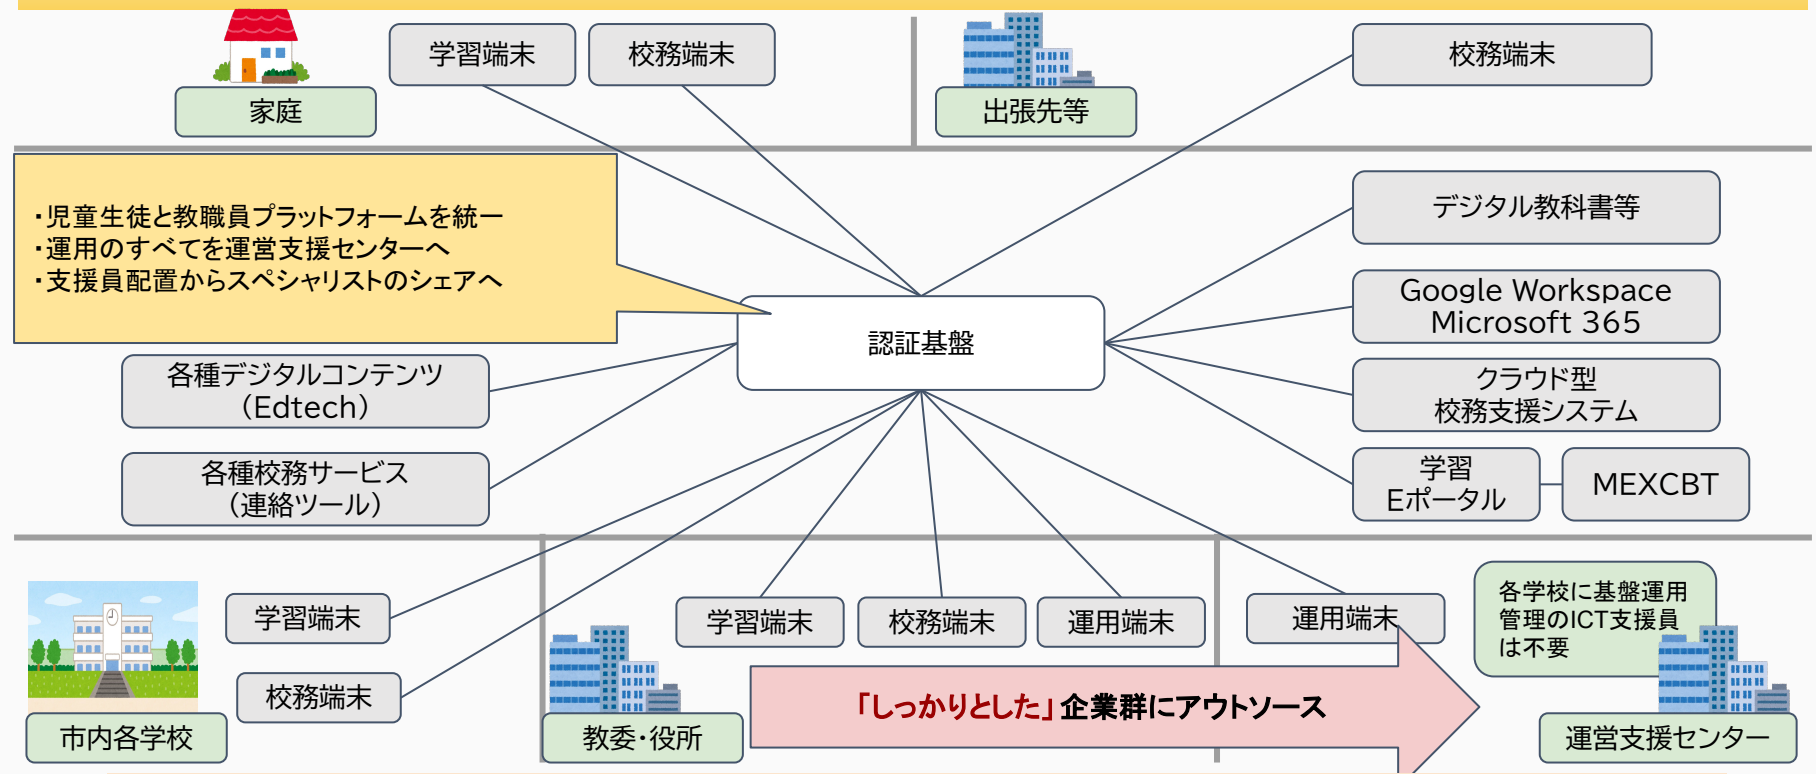 学習端末
校務端末
校務端末
家庭
出張先等
・児童生徒と教職員プラットフォームを統一
・運用のすべてを運営支援センターへ
・支援員配置からスペシャリストのシェアへ
デジタル教科書等
Google Workspace
Microsoft 365
認証基盤
各種デジタルコンテンツ
（Edtech）
クラウド型
校務支援システム
各種校務サービス
（連絡ツール）
学習
Eポータル
MEXCBT
学習端末
校務端末
市内各学校
学習端末
校務端末
運用端末
運用端末
各学校に基盤運用
管理のICT支援員
は不要
「しっかりとした」企業群にアウトソース
教委・役所
運営支援センター